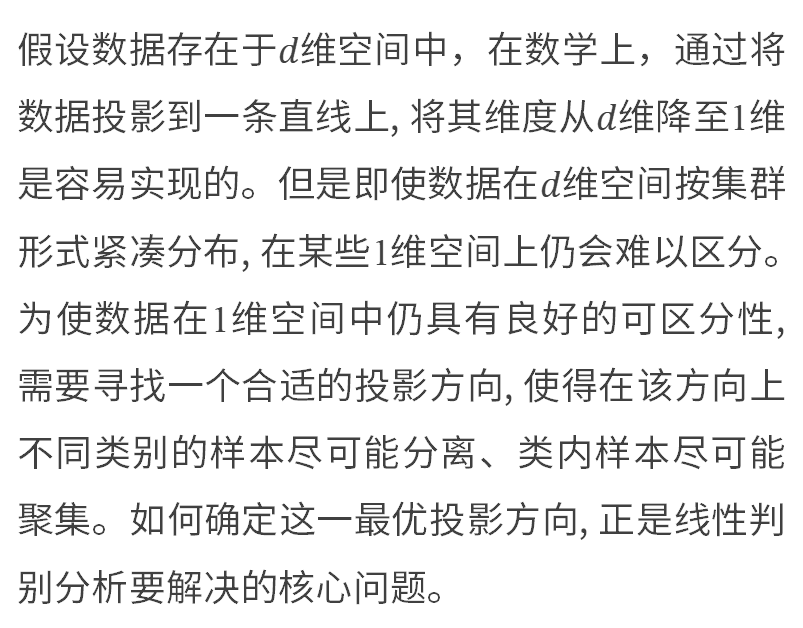 假设数据存在于d维空间中，在数学上，通过将
数据投影到一条直线上, 将其维度从d维降至1维
是容易实现的。但是即使数据在d维空间按集群
形式紧凑分布, 在某些1维空间上仍会难以区分。
为使数据在1维空间中仍具有良好的可区分性,
需要寻找一个合适的投影方向, 使得在该方向上
不同类别的样本尽可能分离、类内样本尽可能
聚集。如何确定这一最优投影方向, 正是线性判
别分析要解决的核心问题。